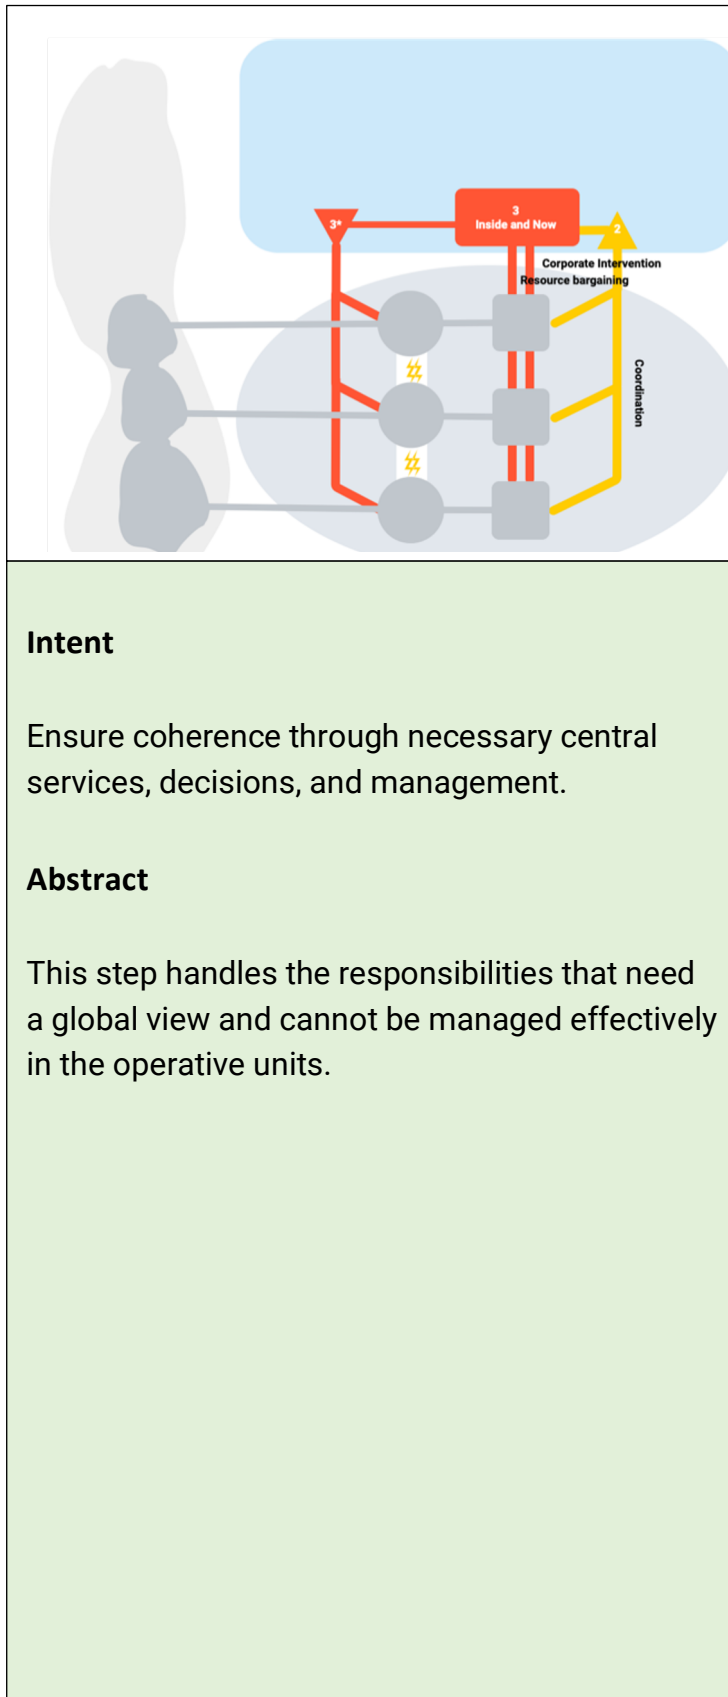 3*
3
Inside and Now
2
Corporate Intervention
Resource bargaining
Coordination
Intent
Ensure coherence through necessary central
services, decisions, and management.
Abstract
This step handles the responsibilities that need
a global view and cannot be managed effectively
in the operative units.